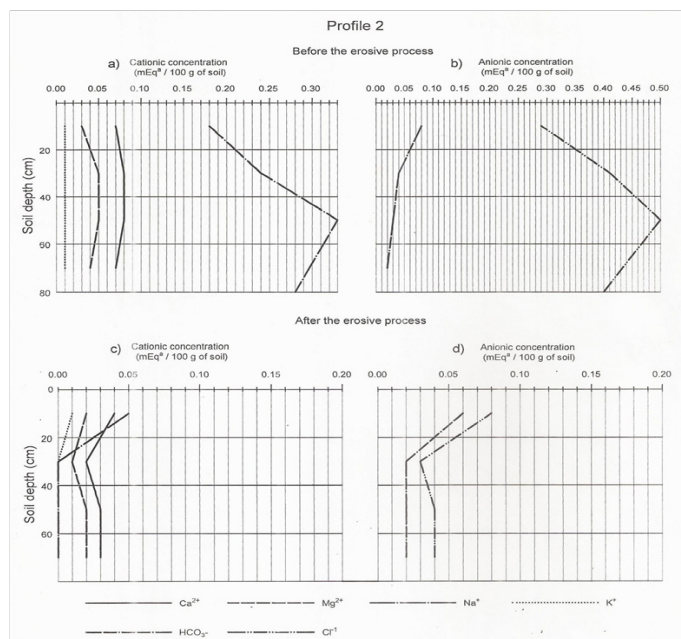 Profile 2
Before the erosive process
a) Cationic concentration
(mEqª / 100 g of soil)
b) Anionic concentration
(mEqª / 100 g of soil)
0.00 0.05 0.10 0.15 0.20 0.25 0.30
0.00 0.05 0.10 0.15 0.20 0.25 0.30 0.35 0.40 0.45 0.50
20
40
60
80
Soil depth (cm)
After the erosive process
c) Cationic concentration
(mEqª / 100 g of soil)
d) Anionic concentration
(mEqª / 100 g of soil)
0.00 0.05 0.10 0.15 0.20
0.00 0.05 0.10 0.15 0.20
0
20
40
60
Soil depth (cm)
Ca²⁺ Mg²⁺ Na⁺ K⁺
HCO₃- Cl⁻¹